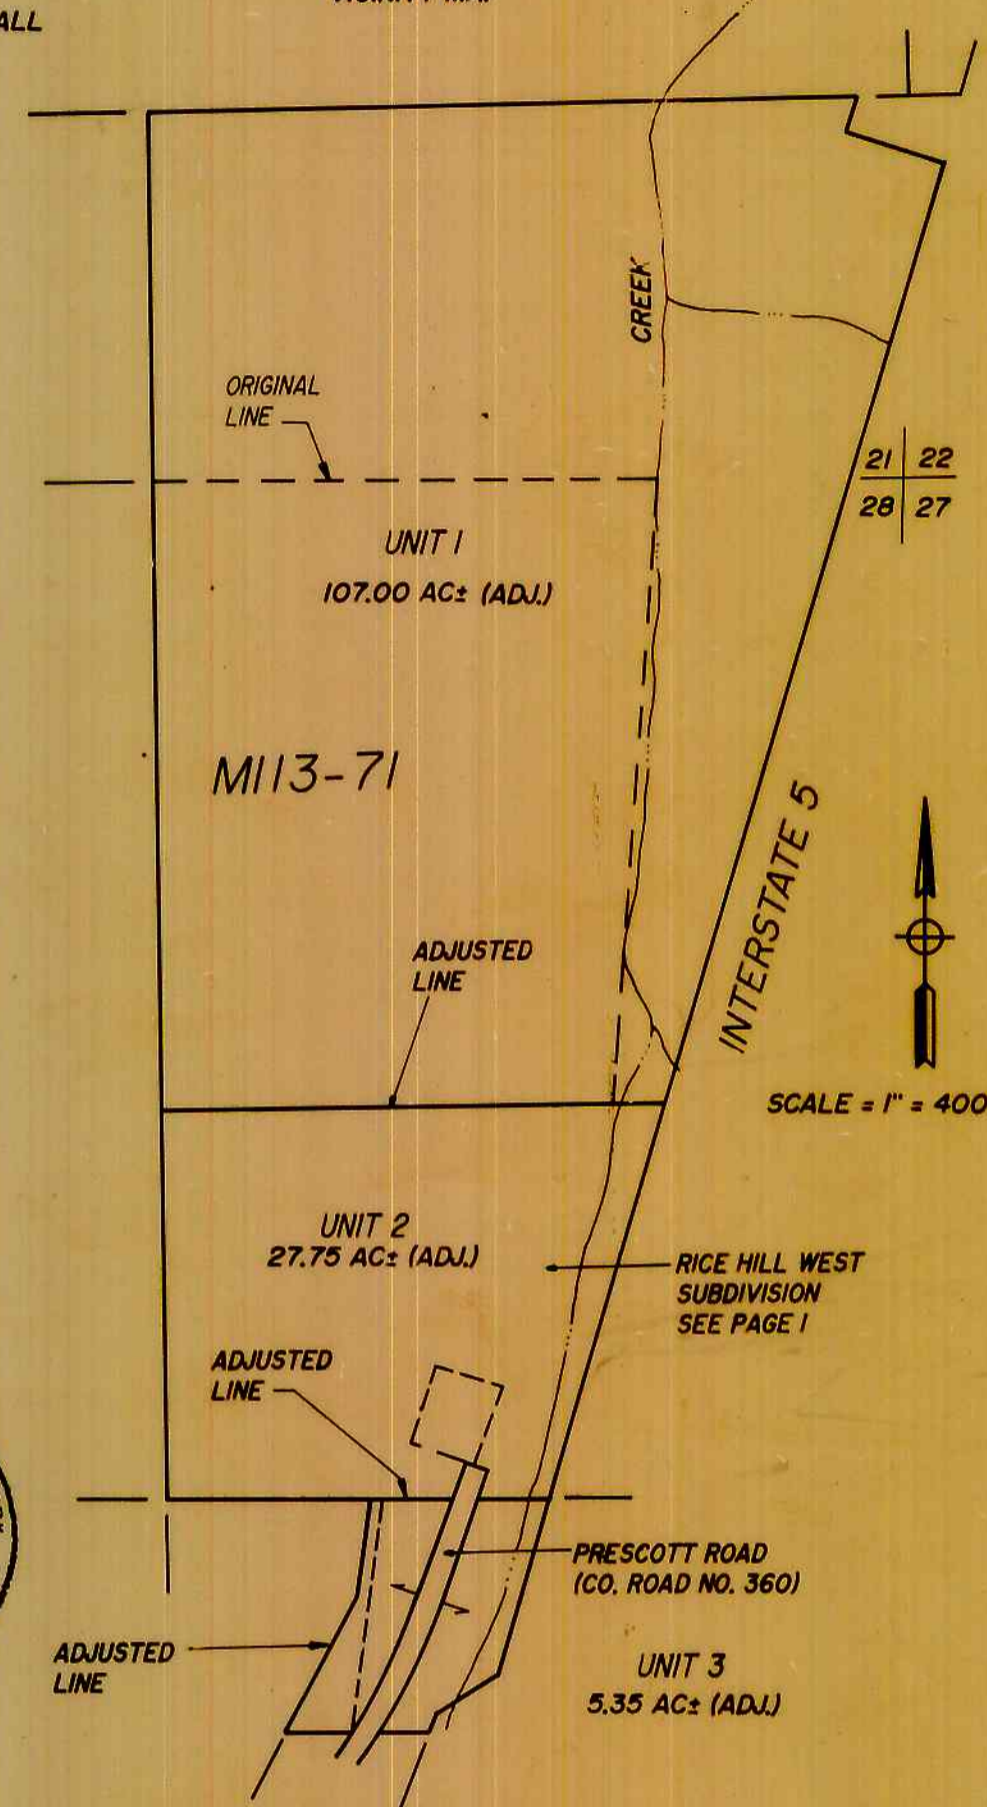 ALL
CREEK
ORIGINAL
LINE
21 22
28 27
UNIT 1
107.00 AC± (ADJ.)
M113-71
INTERSTATE 5
ADJUSTED
LINE
SCALE = 1" = 400
UNIT 2
27.75 AC± (ADJ.)
RICE HILL WEST
SUBDIVISION
SEE PAGE 1
ADJUSTED
LINE
PRESCOTT ROAD
(CO. ROAD NO. 360)
ADJUSTED
LINE
UNIT 3
5.35 AC± (ADJ.)